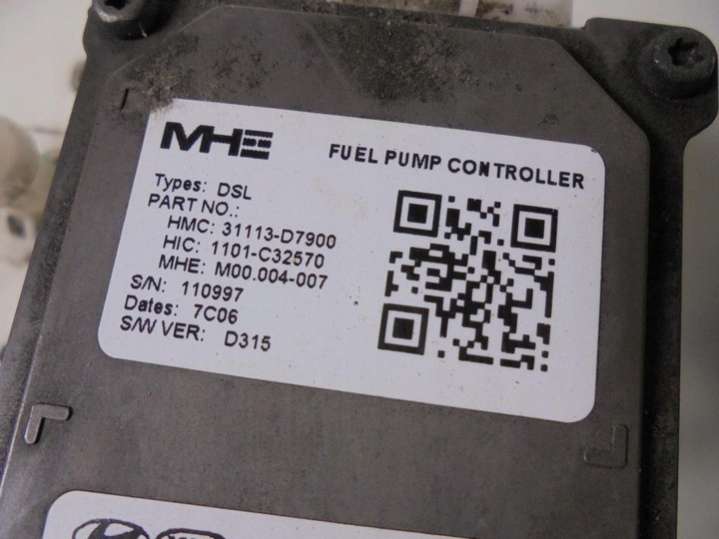 MHE
FUEL PUMP CONTROLLER
Types: DSL
PART NO.:
HMC: 31113-D7900
HIC: 1101-C32570
MHE: M00.004-007
S/N: 110997
Dates: 7C06
S/W VER: D315